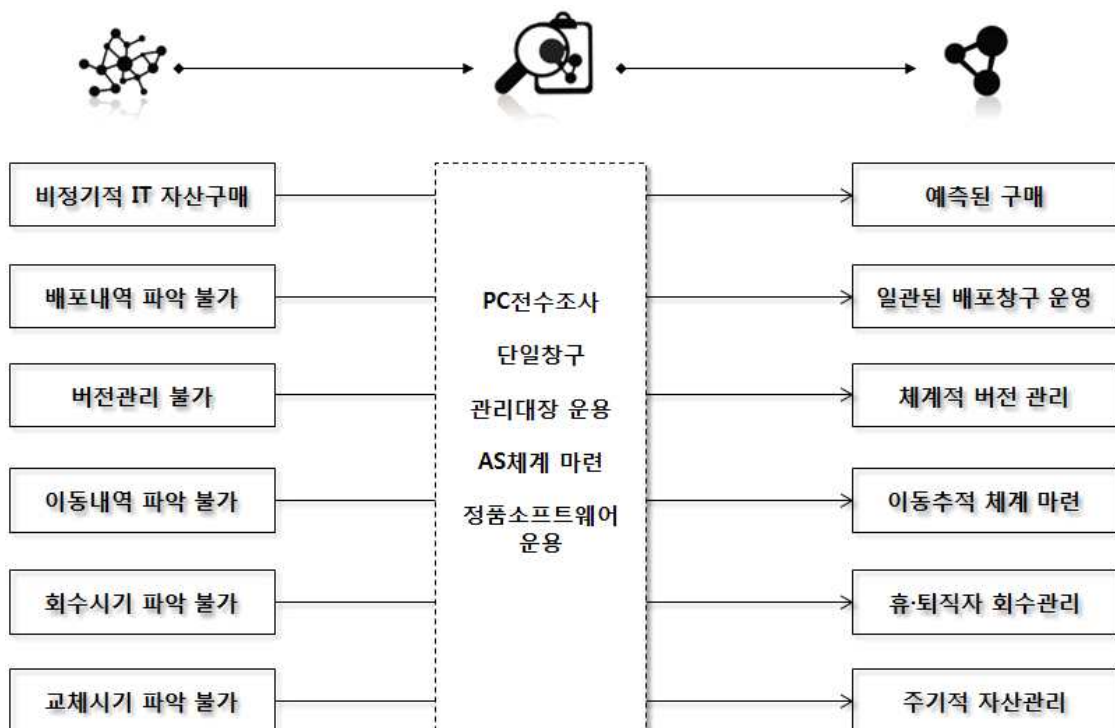 비정기적 IT 자산구매
배포내역 파악 불가
버전관리 불가
이동내역 파악 불가
회수시기 파악 불가
교체시기 파악 불가
PC전수조사
단일창구
관리대장 운용
AS체계 마련
정품소프트웨어
운용
예측된 구매
일관된 배포창구 운영
체계적 버전 관리
이동추적 체계 마련
휴·퇴직자 회수관리
주기적 자산관리